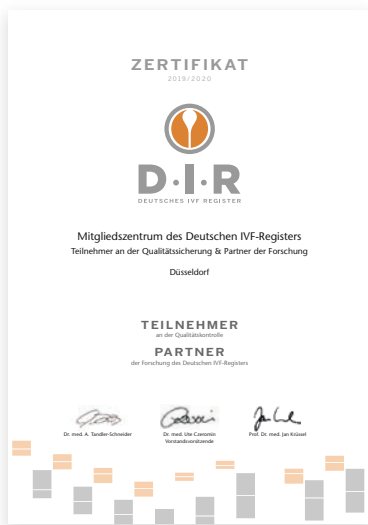 ZERTIFIKAT
2019/2020
D·I·R
DEUTSCHES IVF REGISTER
Mitgliedszentrum des Deutschen IVF-Registers
Teilnehmer an der Qualitätssicherung & Partner der Forschung
Düsseldorf
TEILNEHMER
an der Qualitätskontrolle
PARTNER
der Forschung des Deutschen IVF-Registers
Dr. med. A. Tandler-Schneider Dr. med. Ute Czeromin Prof. Dr. med. Jan Krüssel
Vorstandsvorsitzende